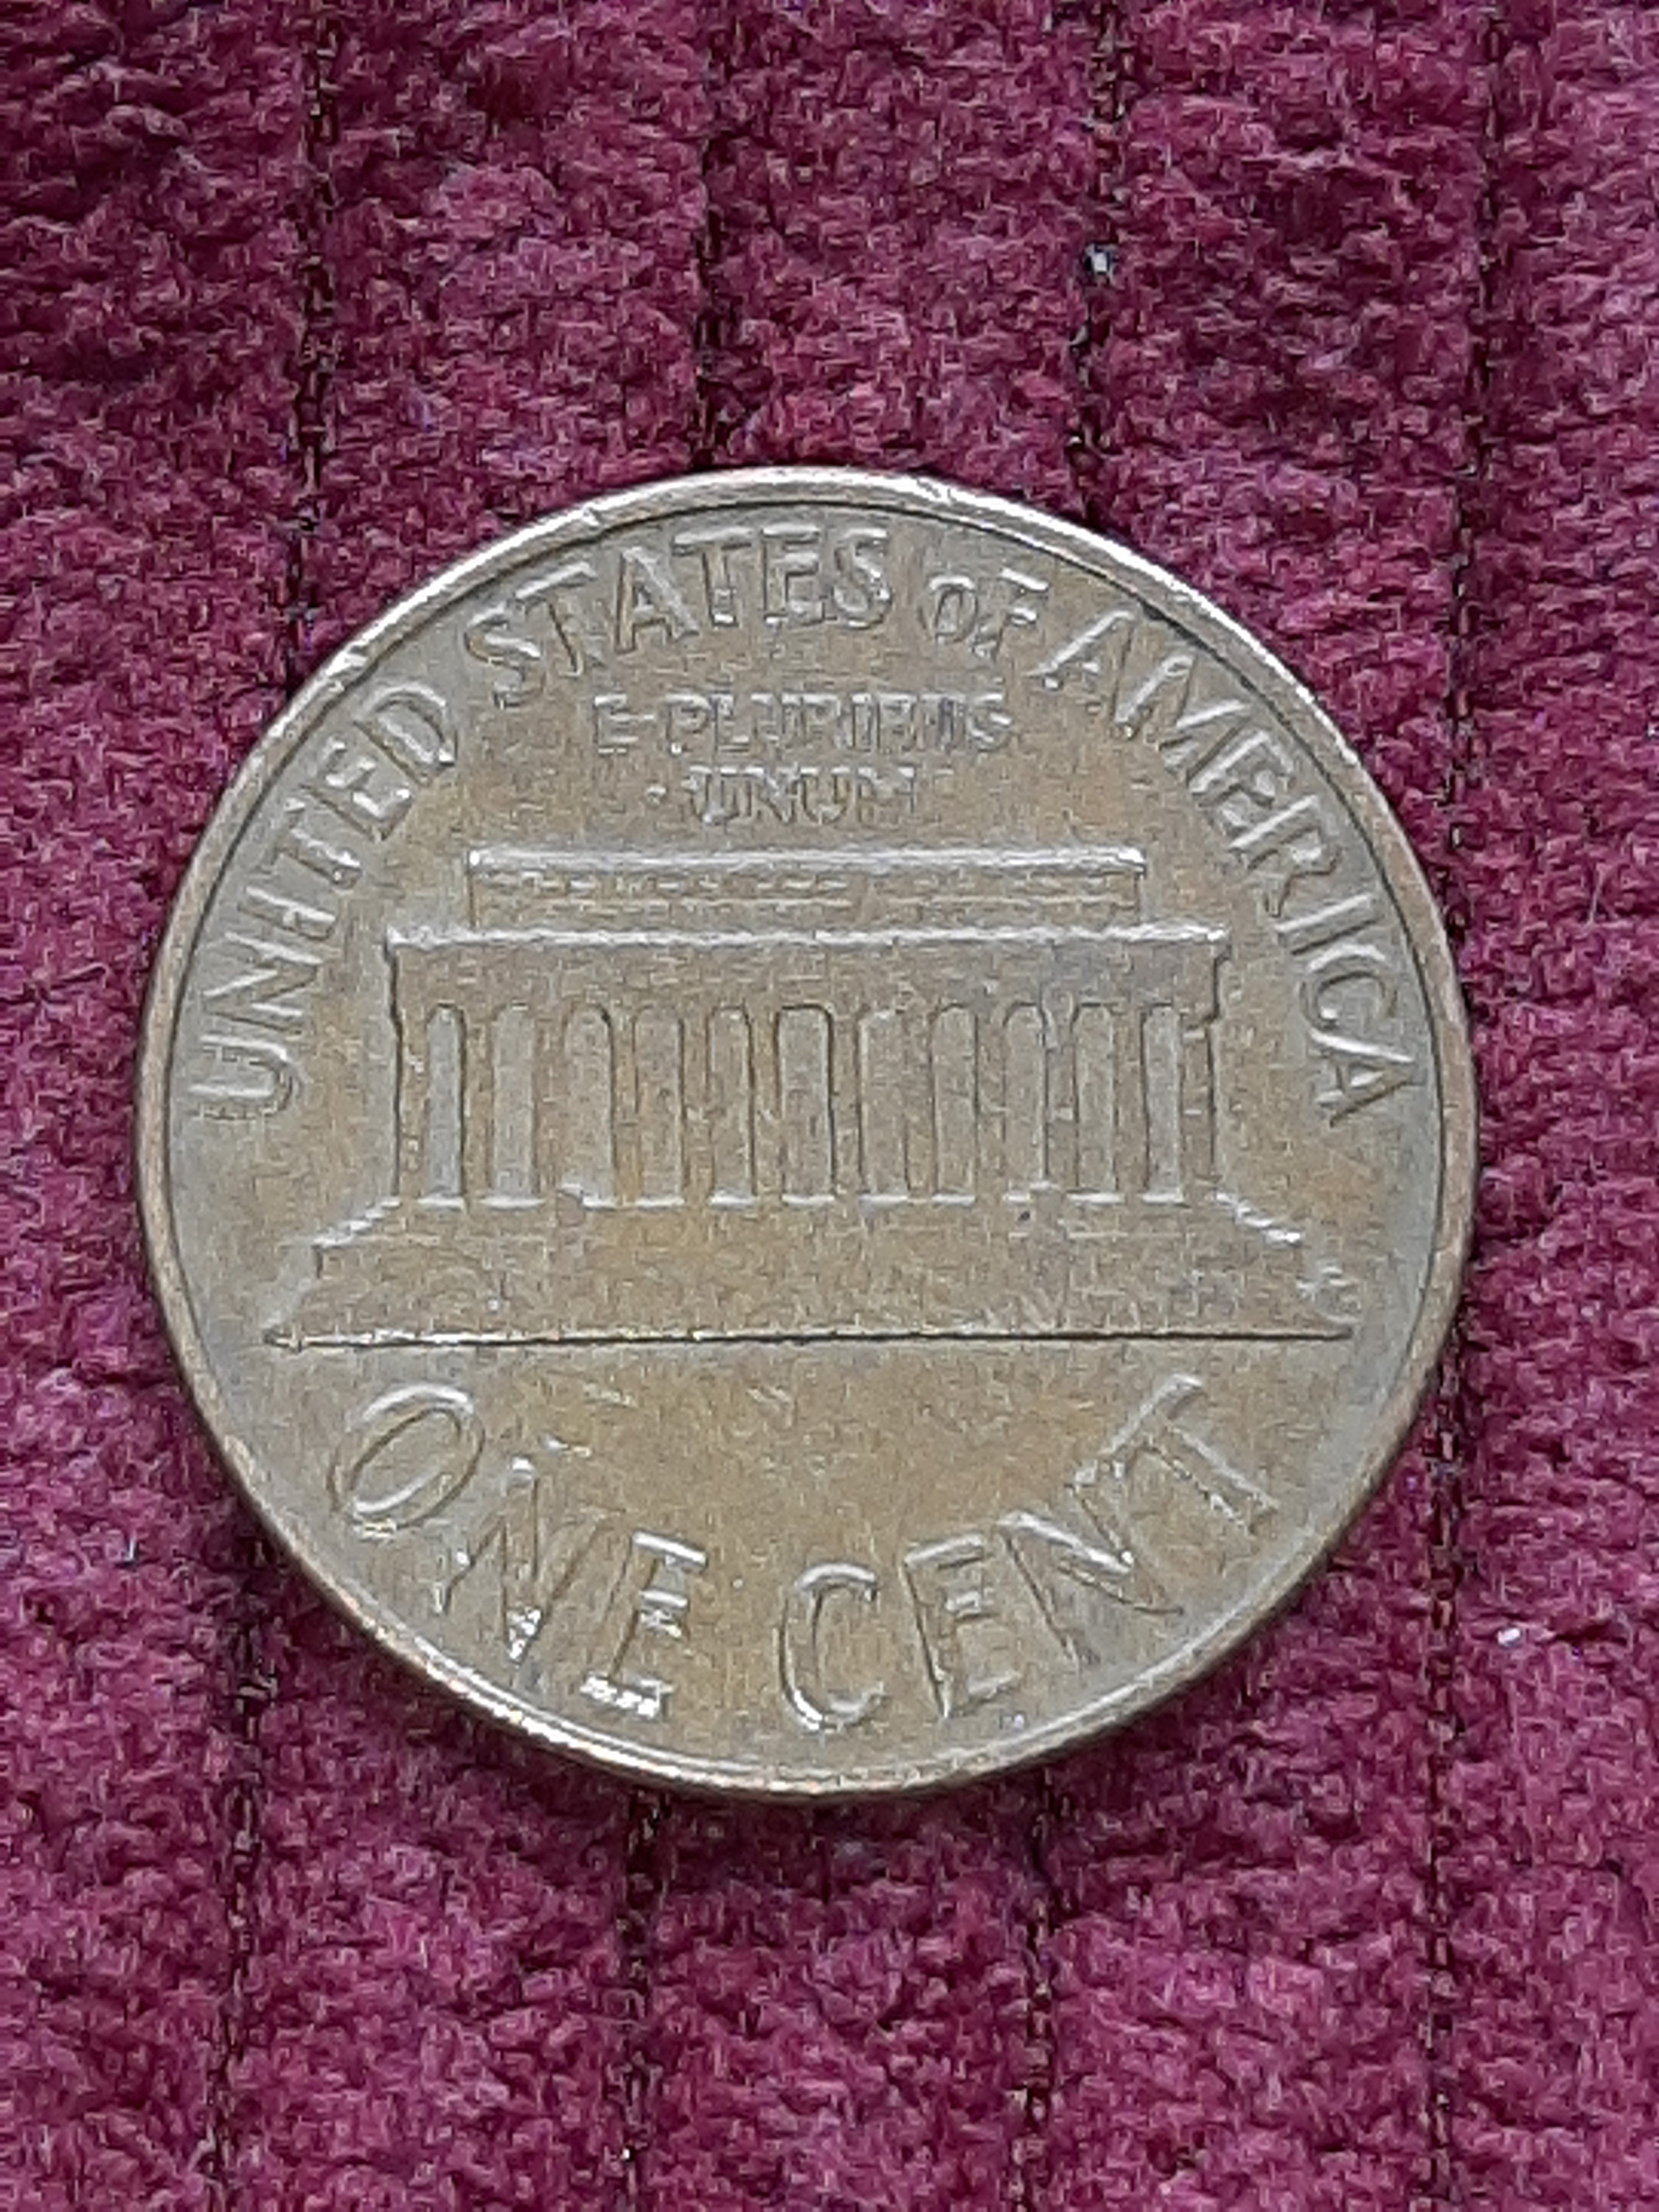 UNITED STATES OF AMERICA
E·PLURIBUS
·UNUM·
ONE CENT